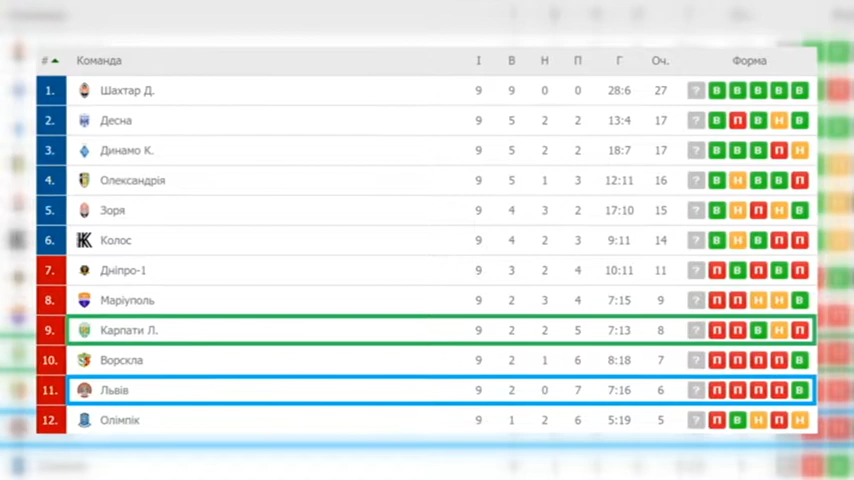 # Команда І В Н П Г Оч. Форма
1. Шахтар Д. 9 9 0 0 28:6 27 ? В В В В В
2. Десна 9 5 2 2 13:4 17 ? В П В Н В
3. Динамо К. 9 5 2 2 18:7 17 ? В В В П Н
4. Олександрія 9 5 1 3 12:11 16 ? В Н В В П
5. Зоря 9 4 3 2 17:10 15 ? В Н П Н В
6. Колос 9 4 2 3 9:11 14 ? В Н В П П
7. Дніпро-1 9 3 2 4 10:11 11 ? П В П В П
8. Маріуполь 9 2 3 4 7:15 9 ? П П Н Н В
9. Карпати Л. 9 2 2 5 7:13 8 ? П П В Н П
10. Ворскла 9 2 1 6 8:18 7 ? П П П П В
11. Львів 9 2 0 7 7:16 6 ? П П П П В
12. Олімпік 9 1 2 6 5:19 5 ? П В Н П Н